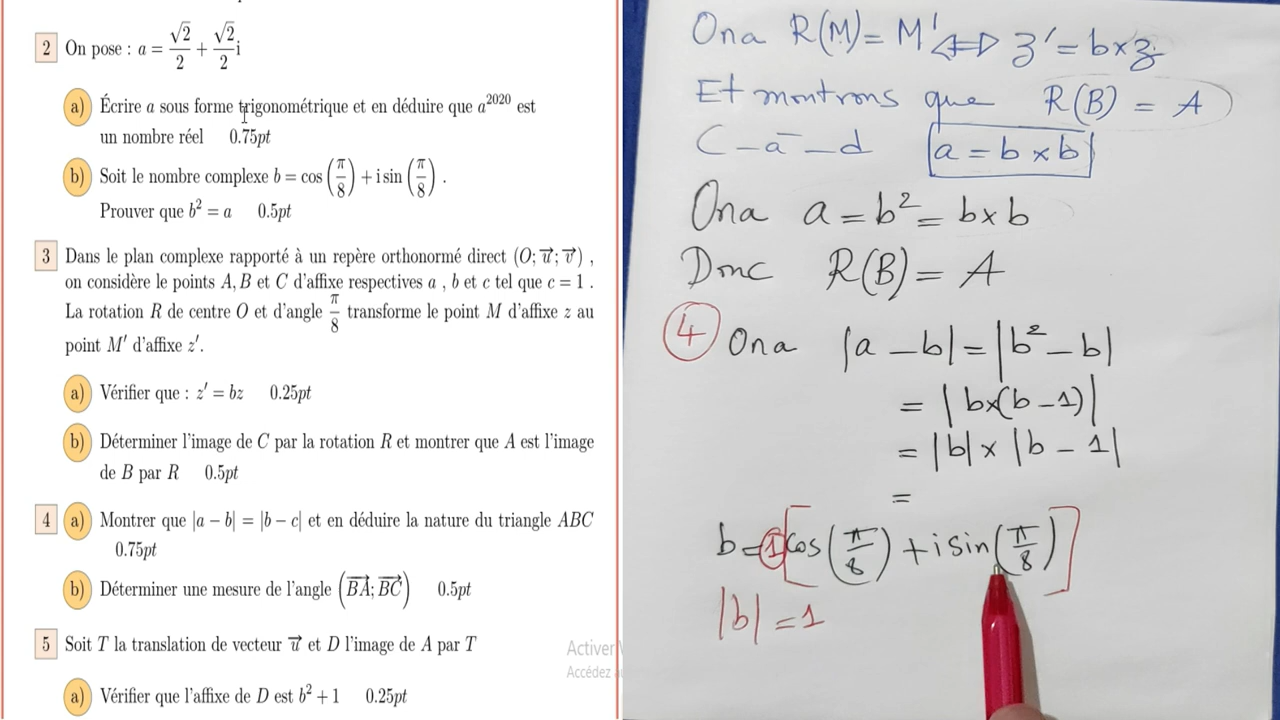 2 On pose : a = √2/2 + √2/2 i
a) Écrire a sous forme trigonométrique et en déduire que a²⁰²⁰ est
un nombre réel 0.75pt
b) Soit le nombre complexe b = cos(π/8) + i sin(π/8) .
Prouver que b² = a 0.5pt
3 Dans le plan complexe rapporté à un repère orthonormé direct (O; u⃗; v⃗) ,
on considère le points A, B et C d'affixe respectives a , b et c tel que c = 1 .
La rotation R de centre O et d'angle π/8 transforme le point M d'affixe z au
point M′ d'affixe z′.
a) Vérifier que : z′ = bz 0.25pt
b) Déterminer l'image de C par la rotation R et montrer que A est l'image
de B par R 0.5pt
4 a) Montrer que |a − b| = |b − c| et en déduire la nature du triangle ABC
0.75pt
b) Déterminer une mesure de l'angle (BA⃗; BC⃗) 0.5pt
5 Soit T la translation de vecteur u⃗ et D l'image de A par T
a) Vérifier que l'affixe de D est b² + 1 0.25pt
Activer
Accédez
Ona R(M) = M' ⇔ z' = b×z
Et montrons que R(B) = A
C-à-d a = b×b
Ona a = b² = b×b
Donc R(B) = A
4 Ona |a − b| = |b² − b|
= |b×(b−1)|
= |b| × |b − 1|
=
b = 1[cos(π/8) + i sin(π/8)]
|b| = 1